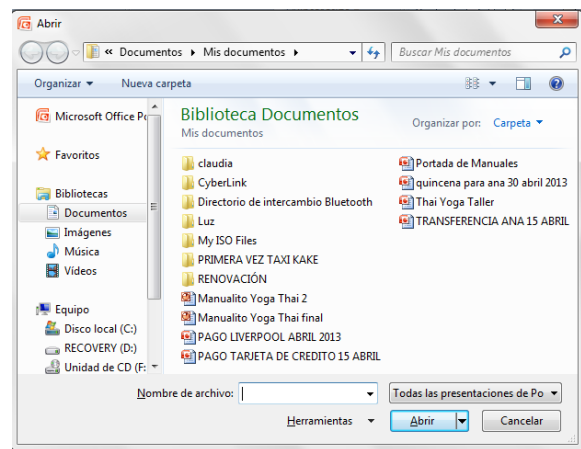 Abrir
« Documentos ▸ Mis documentos ▸
Buscar Mis documentos
Organizar
Nueva carpeta
Microsoft Office Po
Favoritos
Bibliotecas
Documentos
Imágenes
Música
Vídeos
Equipo
Disco local (C:)
RECOVERY (D:)
Unidad de CD (F:
Biblioteca Documentos
Mis documentos
Organizar por: Carpeta
claudia
CyberLink
Directorio de intercambio Bluetooth
Luz
My ISO Files
PRIMERA VEZ TAXI KAKE
RENOVACIÓN
Manualito Yoga Thai 2
Manualito Yoga Thai final
PAGO LIVERPOOL ABRIL 2013
PAGO TARJETA DE CREDITO 15 ABRIL
Portada de Manuales
quincena para ana 30 abril 2013
Thai Yoga Taller
TRANSFERENCIA ANA 15 ABRIL
Nombre de archivo:
Todas las presentaciones de Po
Herramientas
Abrir
Cancelar